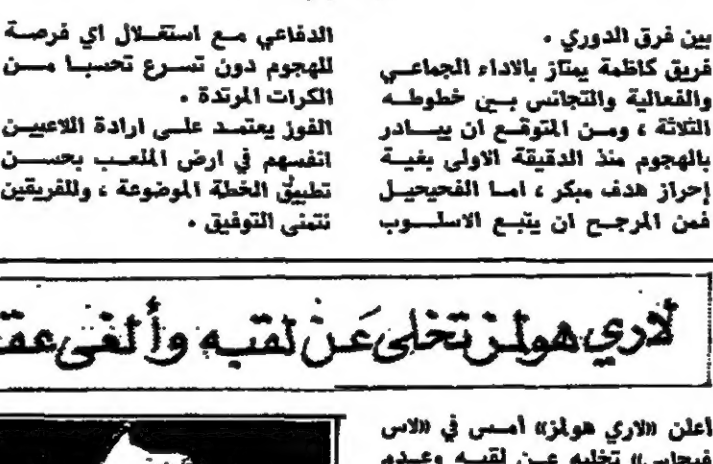 بين فرق الدوري .
فريق كاظمة يمتاز بالاداء الجماعي
والفعالية والتجانس بين خطوطه
الثلاثة ، ومن المتوقع ان يبادر
بالهجوم منذ الدقيقة الاولى بغية
إحراز هدف مبكر ، اما الفحيحيل
فمن المرجح ان يتبع الاسلوب
الدفاعي مع استغلال اي فرصة
للهجوم دون تسرع تحسبا من
الكرات المرتدة .
الفوز يعتمد على ارادة اللاعبين
انفسهم في ارض الملعب بحسن
تطبيق الخطة الموضوعة ، وللفريقين
نتمنى التوفيق .
لاري هولمز تخلى عن لقبه وألغى
اعلن «لاري هولمز» أمس في «لاس
فيجاس» تخليه عن لقبه وعدم